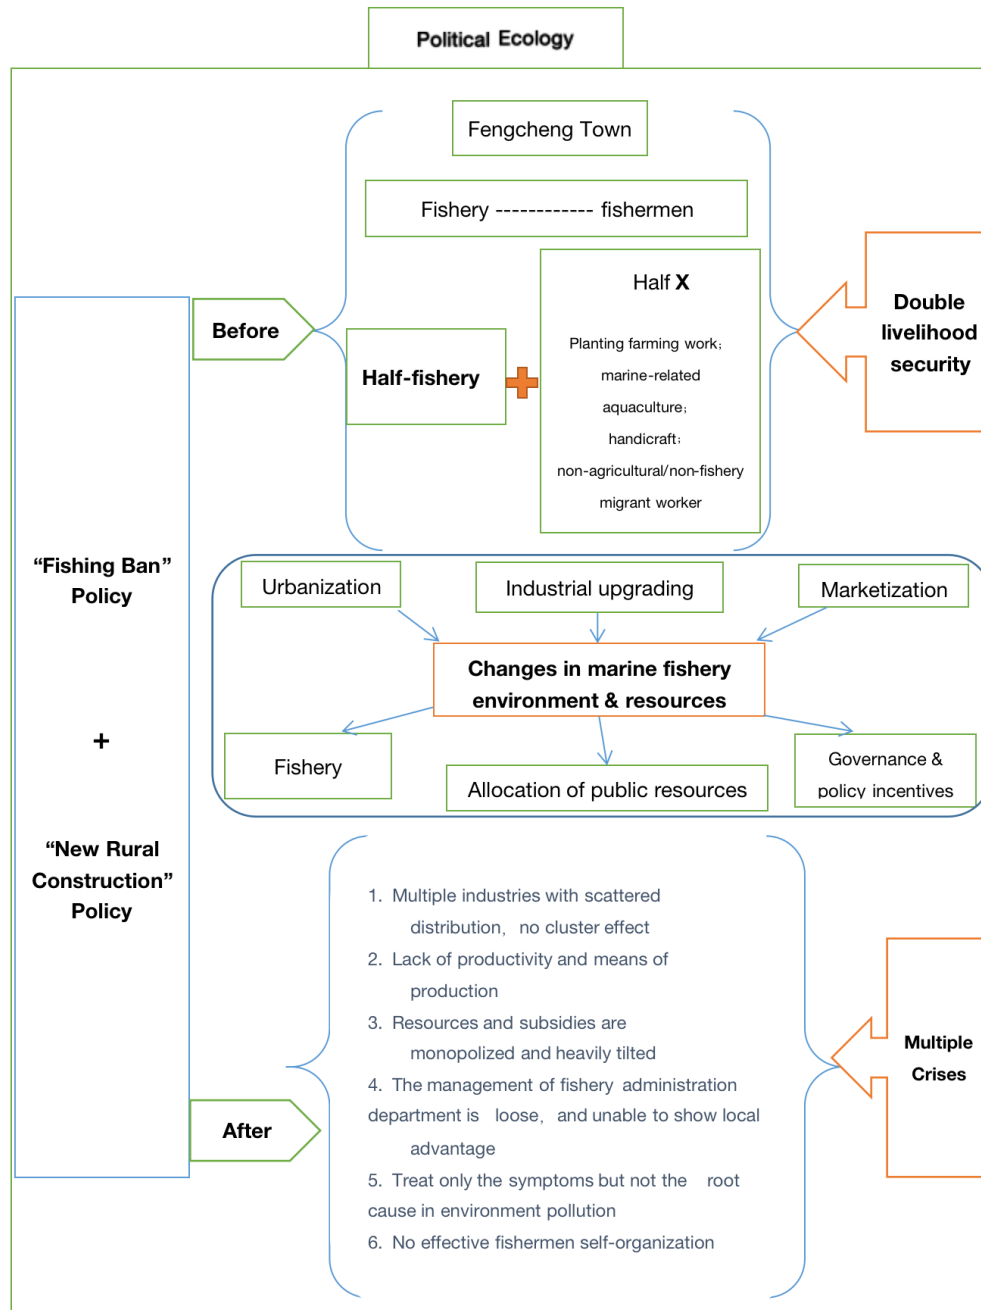 Political Ecology
Fengcheng Town
Fishery ------------ fishermen
Half X
Planting farming work;
marine-related
aquaculture;
handicraft;
non-agricultural/non-fishery
migrant worker
Before
Half-fishery
Double
livelihood
security
“Fishing Ban”
Policy
+
“New Rural
Construction”
Policy
Urbanization
Industrial upgrading
Marketization
Changes in marine fishery
environment & resources
Fishery
Allocation of public resources
Governance &
policy incentives
After
1. Multiple industries with scattered
distribution, no cluster effect
2. Lack of productivity and means of
production
3. Resources and subsidies are
monopolized and heavily tilted
4. The management of fishery administration
department is loose, and unable to show local
advantage
5. Treat only the symptoms but not the root
cause in environment pollution
6. No effective fishermen self-organization
Multiple
Crises